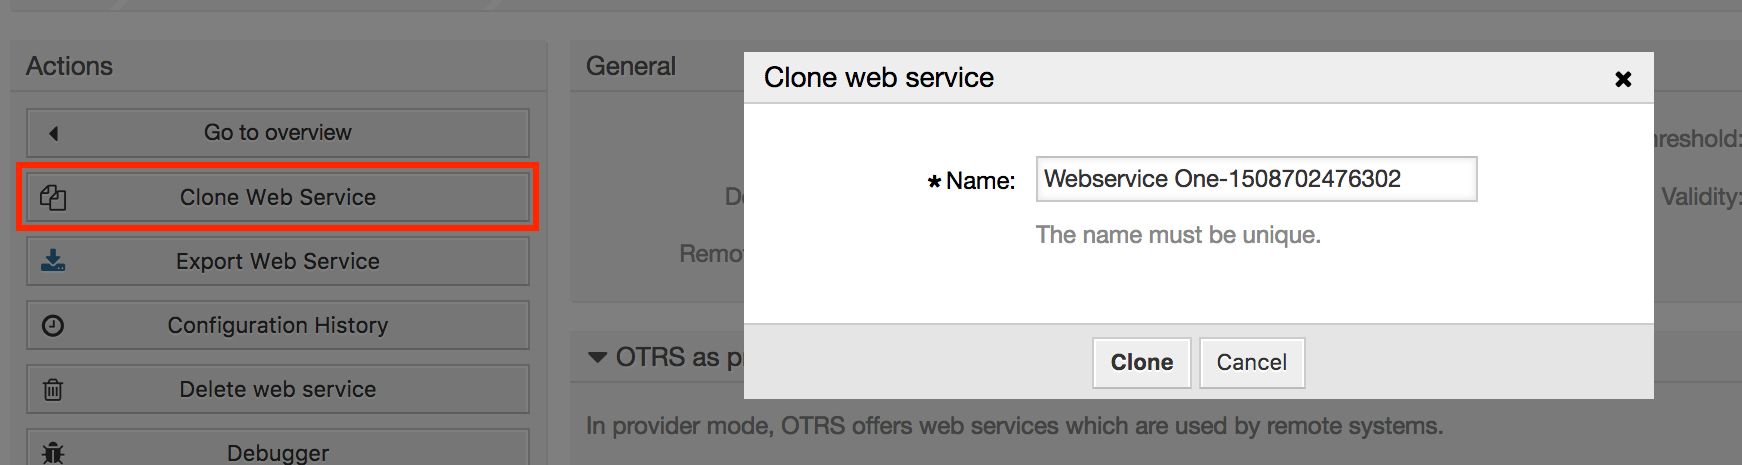 Actions
Go to overview
Clone Web Service
Export Web Service
Configuration History
Delete web service
Debugger
General
Clone web service
*Name: Webservice One-1508702476302
The name must be unique.
Clone Cancel
Validity:
OTRS as
In provider mode, OTRS offers web services which are used by remote systems.